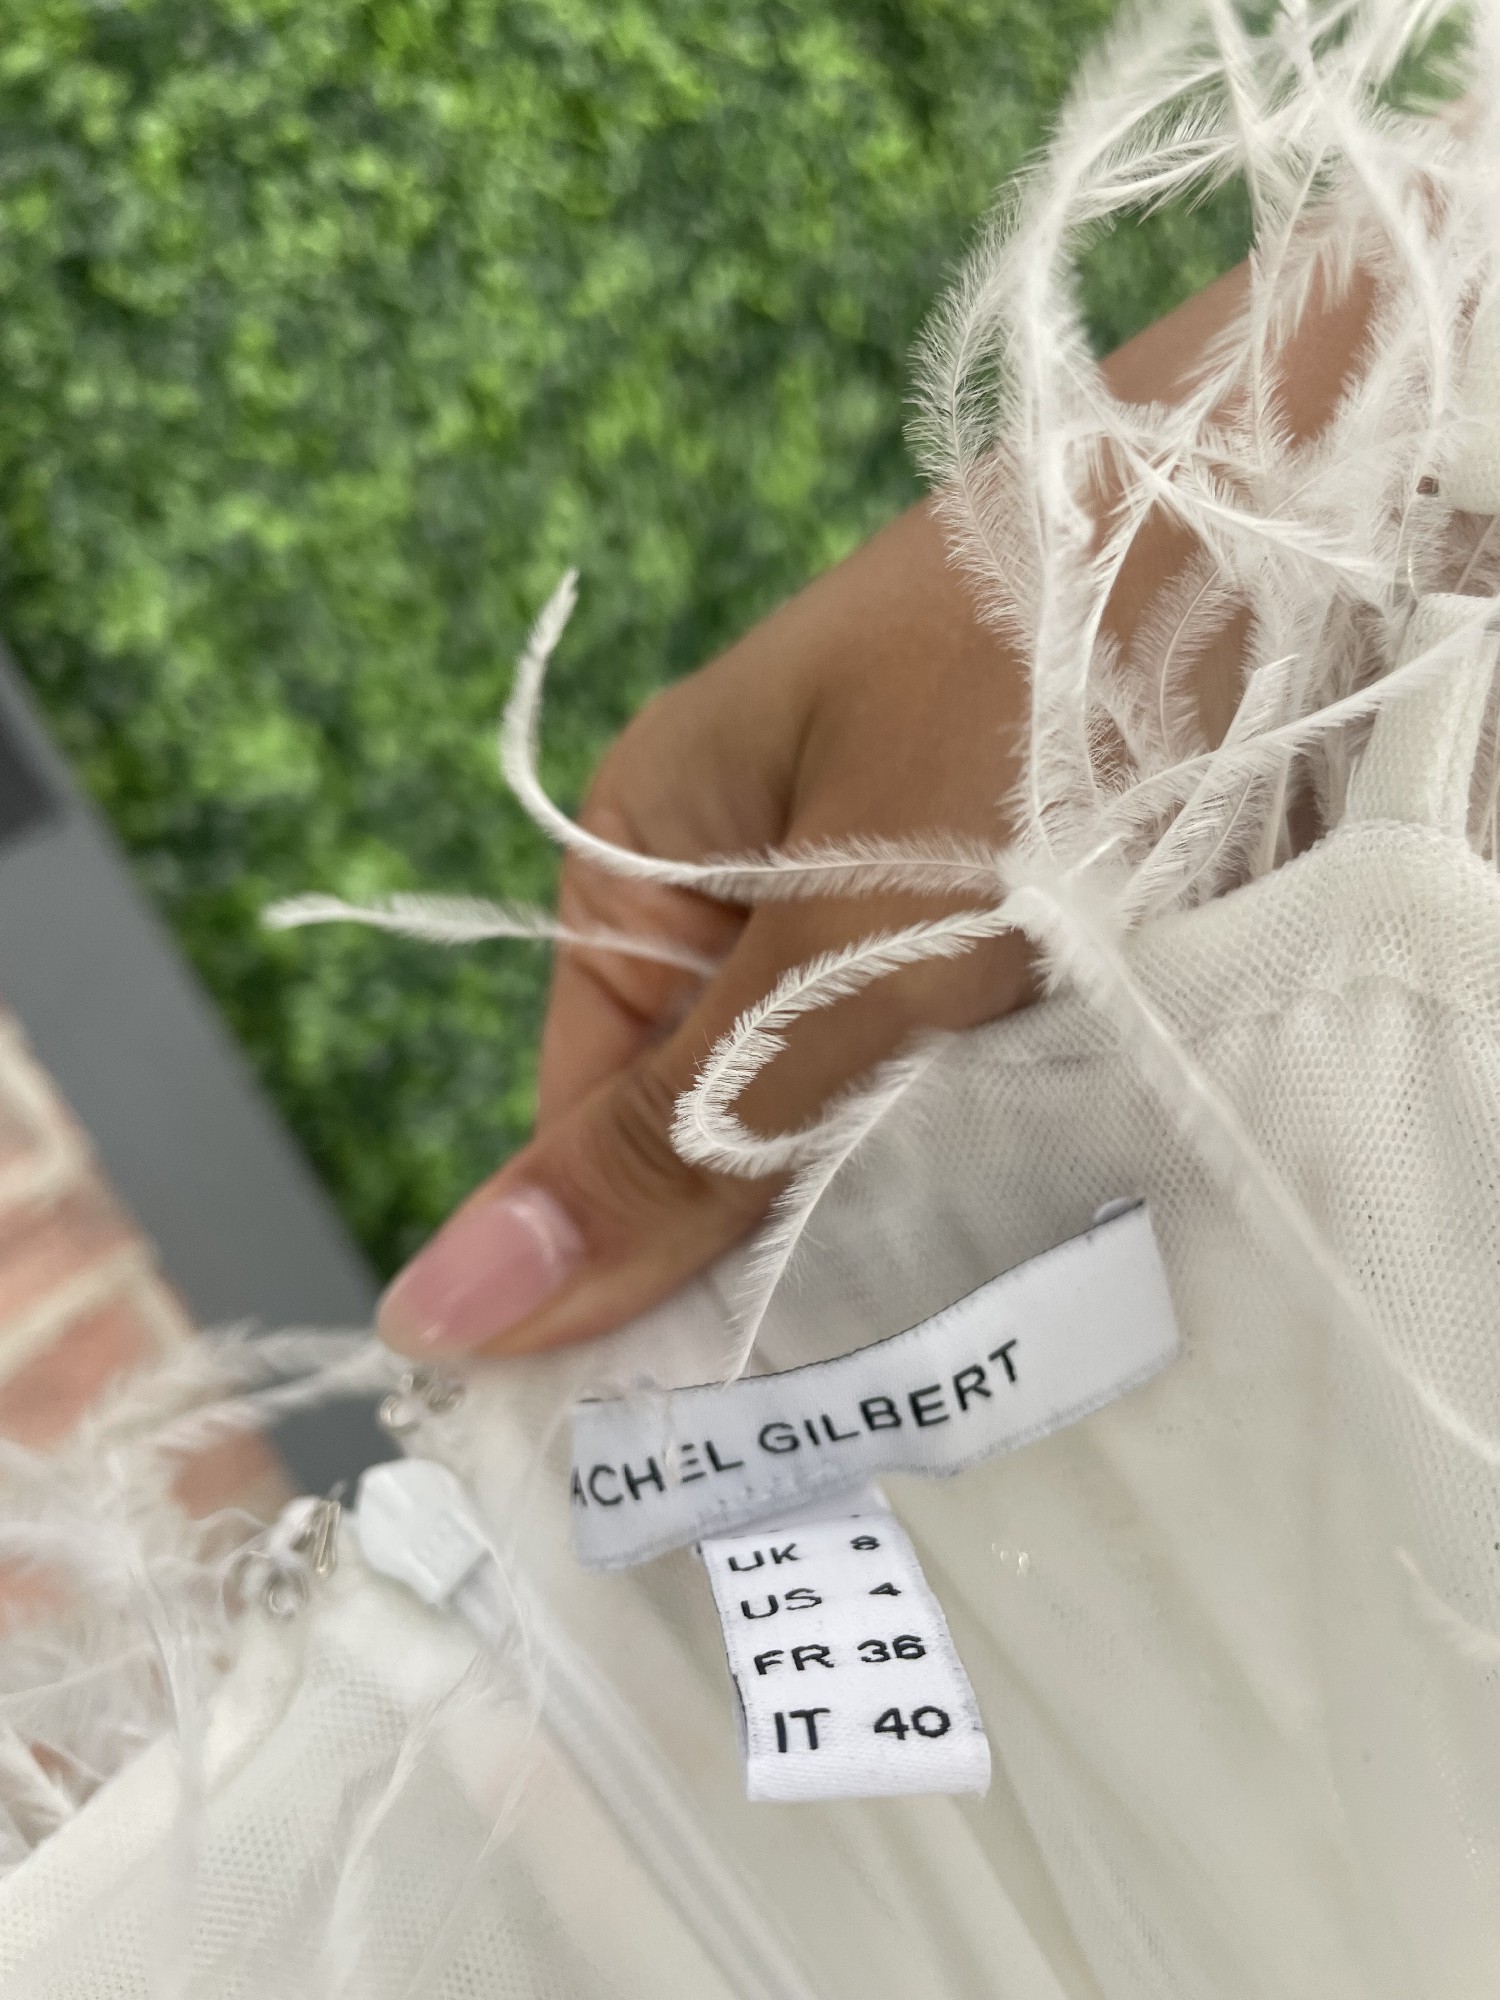 ACHEL GILBERT
UK 8
US 4
FR 36
IT 40